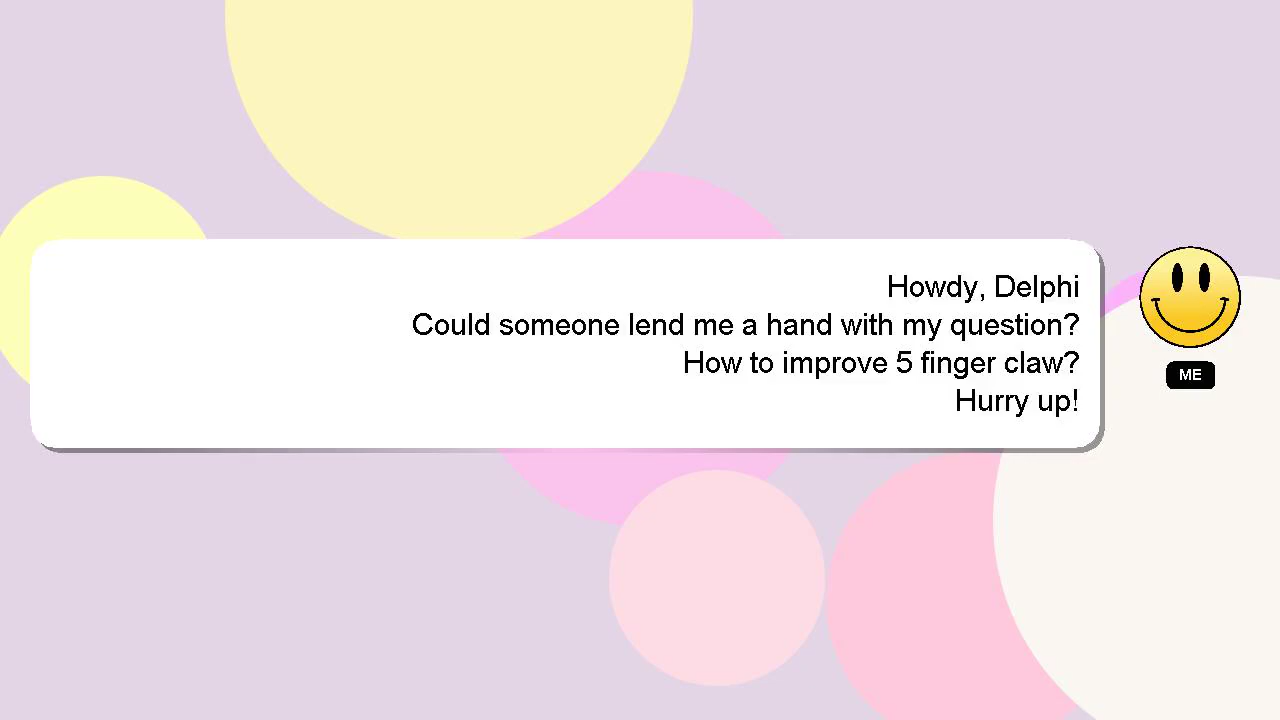 Howdy, Delphi
Could someone lend me a hand with my question?
How to improve 5 finger claw?
Hurry up!
ME